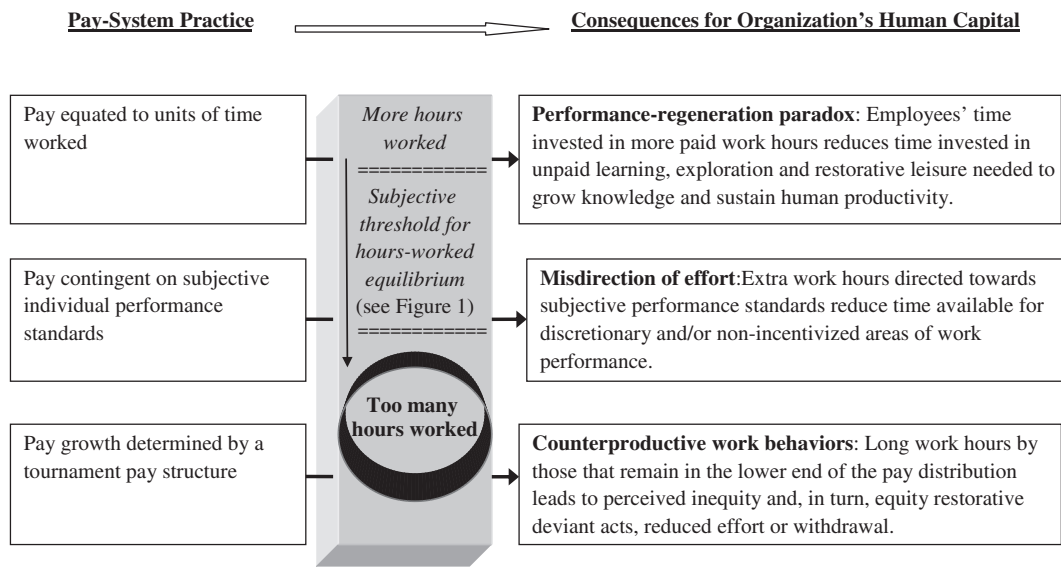 Pay-System Practice
Consequences for Organization's Human Capital
Pay equated to units of time
worked
More hours
worked
============
Subjective
threshold for
hours-worked
equilibrium
(see Figure 1)
============
Too many
hours worked
Performance-regeneration paradox: Employees' time
invested in more paid work hours reduces time invested in
unpaid learning, exploration and restorative leisure needed to
grow knowledge and sustain human productivity.
Pay contingent on subjective
individual performance
standards
Misdirection of effort:Extra work hours directed towards
subjective performance standards reduce time available for
discretionary and/or non-incentivized areas of work
performance.
Pay growth determined by a
tournament pay structure
Counterproductive work behaviors: Long work hours by
those that remain in the lower end of the pay distribution
leads to perceived inequity and, in turn, equity restorative
deviant acts, reduced effort or withdrawal.